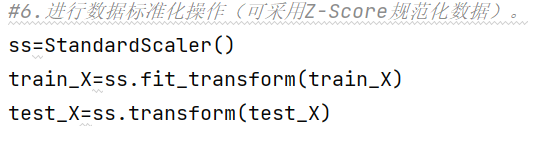 #6.进行数据标准化操作（可采用Z-Score规范化数据）。
ss=StandardScaler()
train_X=ss.fit_transform(train_X)
test_X=ss.transform(test_X)